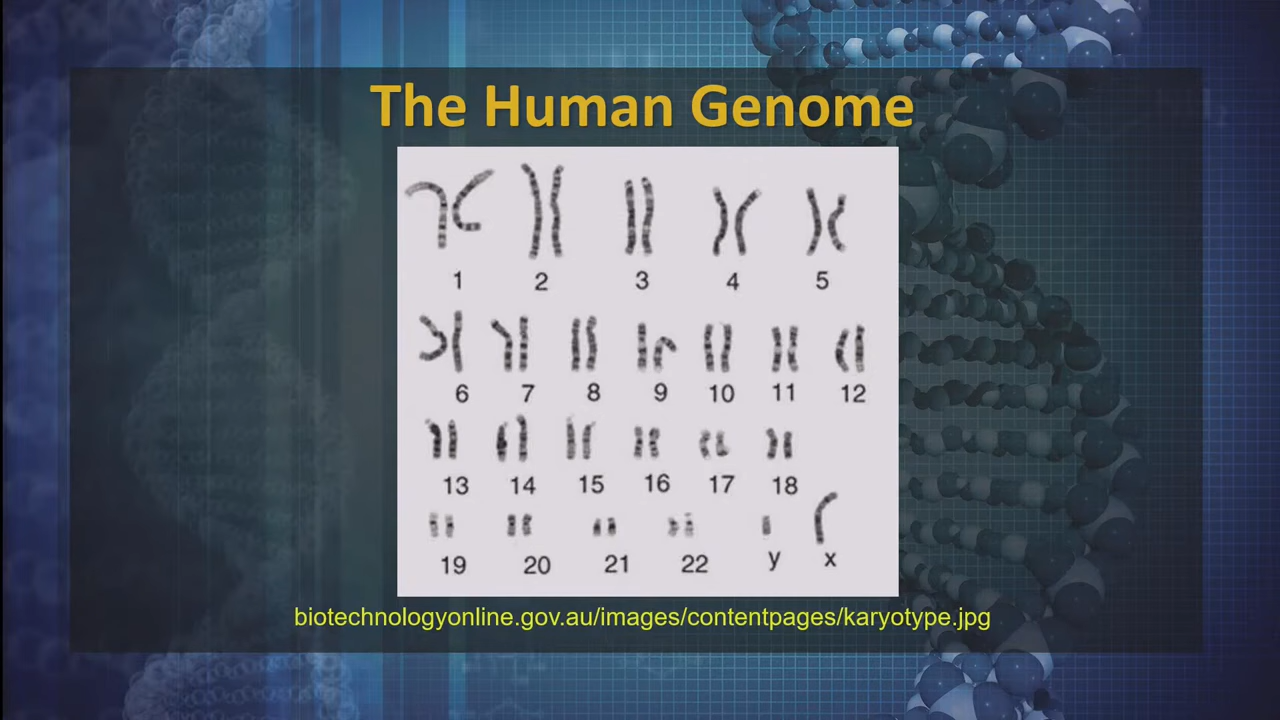 The Human Genome
1 2 3 4 5
6 7 8 9 10 11 12
13 14 15 16 17 18
19 20 21 22 y x
biotechnologyonline.gov.au/images/contentpages/karyotype.jpg